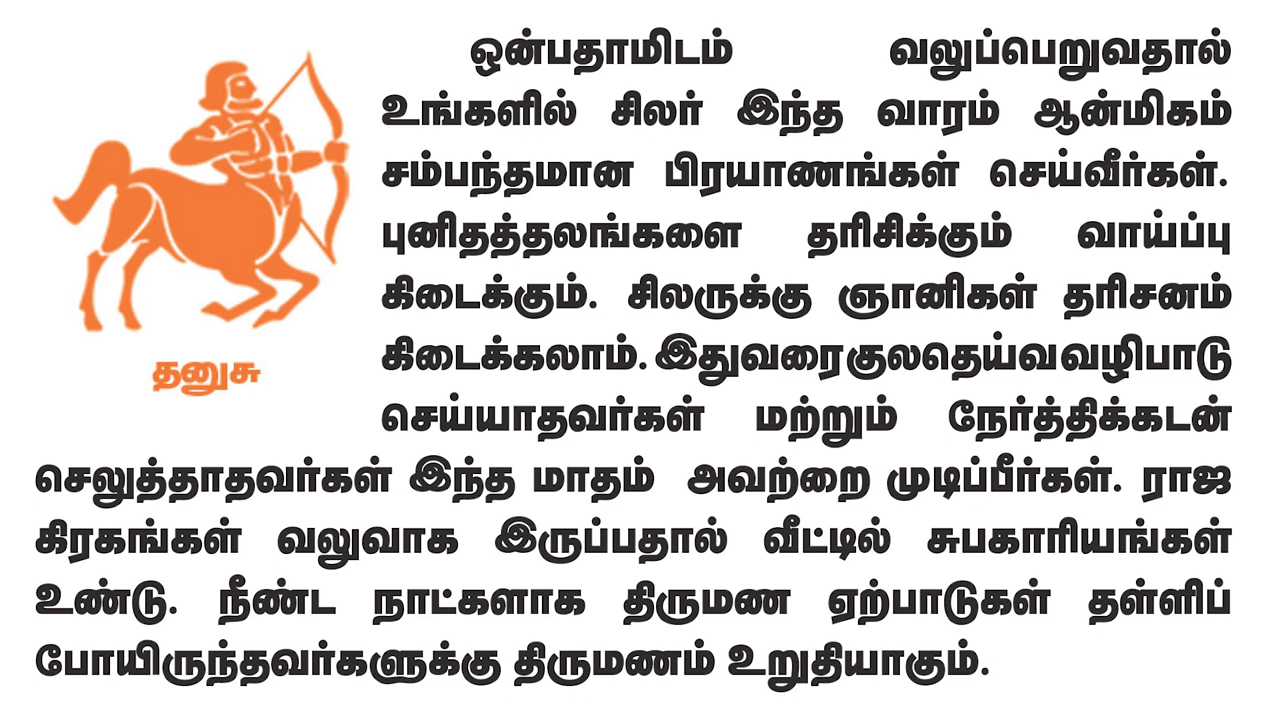 ஒன்பதாமிடம் வலுப்பெறுவதால்
உங்களில் சிலர் இந்த வாரம் ஆன்மிகம்
சம்பந்தமான பிரயாணங்கள் செய்வீர்கள்.
புனிதத்தலங்களை தரிசிக்கும் வாய்ப்பு
கிடைக்கும். சிலருக்கு ஞானிகள் தரிசனம்
கிடைக்கலாம். இதுவரை குலதெய்வ வழிபாடு
தனுசு
செய்யாதவர்கள் மற்றும் நேர்த்திக்கடன்
செலுத்தாதவர்கள் இந்த மாதம் அவற்றை முடிப்பீர்கள். ராஜ
கிரகங்கள் வலுவாக இருப்பதால் வீட்டில் சுபகாரியங்கள்
உண்டு. நீண்ட நாட்களாக திருமண ஏற்பாடுகள் தள்ளிப்
போயிருந்தவர்களுக்கு திருமணம் உறுதியாகும்.